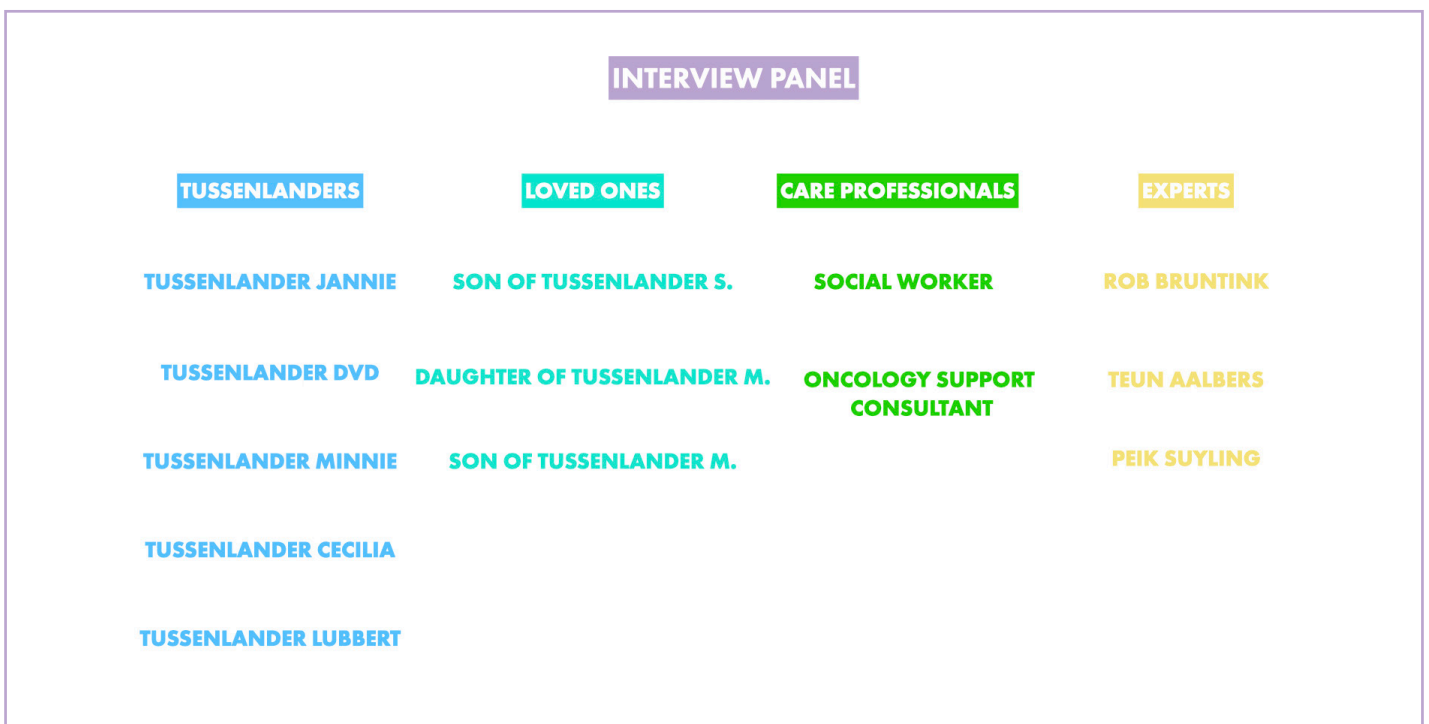 INTERVIEW PANEL
TUSSENLANDERS
TUSSENLANDER JANNIE
TUSSENLANDER DVD
TUSSENLANDER MINNIE
TUSSENLANDER CECILIA
TUSSENLANDER LUBBERT
LOVED ONES
SON OF TUSSENLANDER S.
DAUGHTER OF TUSSENLANDER M.
SON OF TUSSENLANDER M.
CARE PROFESSIONALS
SOCIAL WORKER
ONCOLOGY SUPPORT
CONSULTANT
EXPERTS
ROB BRUNTINK
TEUN AALBERS
PEIK SUYLING